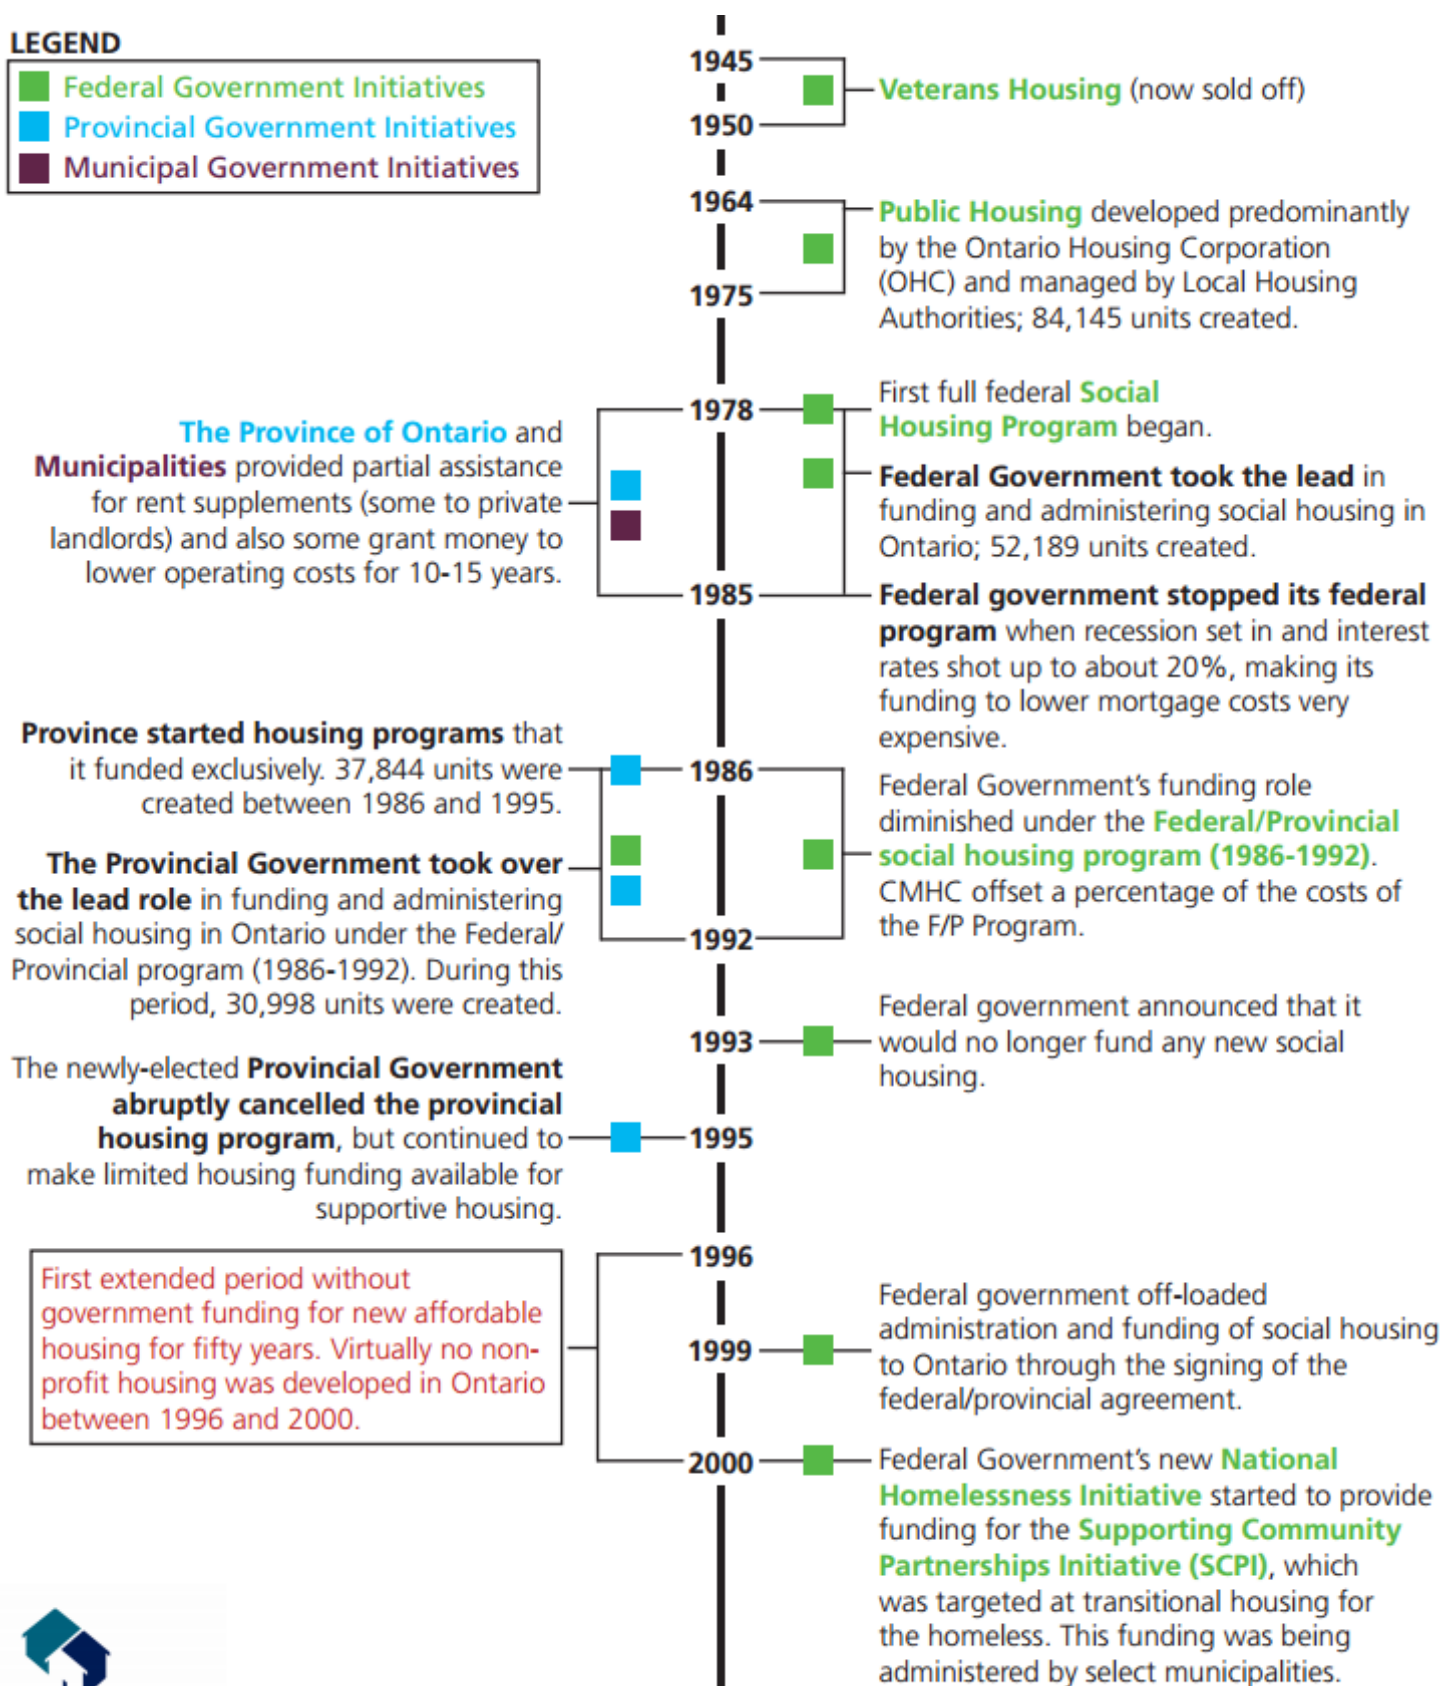 LEGEND
Federal Government Initiatives
Provincial Government Initiatives
Municipal Government Initiatives
1945
1950
Veterans Housing (now sold off)
1964
1975
Public Housing developed predominantly
by the Ontario Housing Corporation
(OHC) and managed by Local Housing
Authorities; 84,145 units created.
1978
First full federal Social
Housing Program began.
The Province of Ontario and
Municipalities provided partial assistance
for rent supplements (some to private
landlords) and also some grant money to
lower operating costs for 10-15 years.
Federal Government took the lead in
funding and administering social housing in
Ontario; 52,189 units created.
1985
Federal government stopped its federal
program when recession set in and interest
rates shot up to about 20%, making its
funding to lower mortgage costs very
expensive.
Province started housing programs that
it funded exclusively. 37,844 units were
created between 1986 and 1995.
1986
Federal Government's funding role
diminished under the Federal/Provincial
social housing program (1986-1992).
CMHC offset a percentage of the costs of
the F/P Program.
The Provincial Government took over
the lead role in funding and administering
social housing in Ontario under the Federal/
Provincial program (1986-1992). During this
period, 30,998 units were created.
1992
1993
Federal government announced that it
would no longer fund any new social
housing.
The newly-elected Provincial Government
abruptly cancelled the provincial
housing program, but continued to
make limited housing funding available for
supportive housing.
1995
1996
First extended period without
government funding for new affordable
housing for fifty years. Virtually no non-
profit housing was developed in Ontario
between 1996 and 2000.
1999
Federal government off-loaded
administration and funding of social housing
to Ontario through the signing of the
federal/provincial agreement.
2000
Federal Government's new National
Homelessness Initiative started to provide
funding for the Supporting Community
Partnerships Initiative (SCPI), which
was targeted at transitional housing for
the homeless. This funding was being
administered by select municipalities.